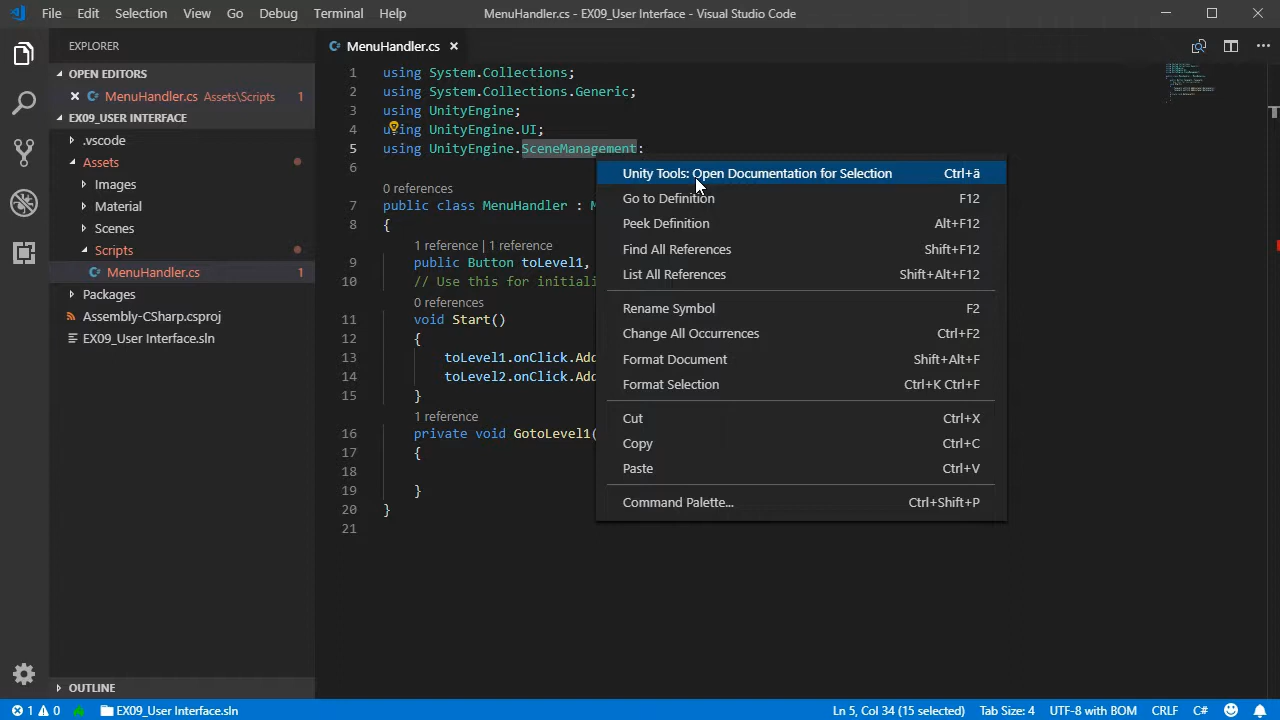 File Edit Selection View Go Debug Terminal Help MenuHandler.cs - EX09_User Interface - Visual Studio Code
EXPLORER
OPEN EDITORS
MenuHandler.cs Assets\Scripts 1
EX09_USER INTERFACE
.vscode
Assets
Images
Material
Scenes
Scripts
MenuHandler.cs 1
Packages
Assembly-CSharp.csproj
EX09_User Interface.sln
OUTLINE
MenuHandler.cs
1 using System.Collections;
2 using System.Collections.Generic;
3 using UnityEngine;
4 using UnityEngine.UI;
5 using UnityEngine.SceneManagement;
6
0 references
7 public class MenuHandler : M
8 {
1 reference | 1 reference
9 public Button toLevel1,
10 // Use this for initiali
0 references
11 void Start()
12 {
13 toLevel1.onClick.Add
14 toLevel2.onClick.Add
15 }
1 reference
16 private void GotoLevel1(
17 {
18
19 }
20 }
21
Unity Tools: Open Documentation for Selection Ctrl+ä
Go to Definition F12
Peek Definition Alt+F12
Find All References Shift+F12
List All References Shift+Alt+F12
Rename Symbol F2
Change All Occurrences Ctrl+F2
Format Document Shift+Alt+F
Format Selection Ctrl+K Ctrl+F
Cut Ctrl+X
Copy Ctrl+C
Paste Ctrl+V
Command Palette... Ctrl+Shift+P
1 0 EX09_User Interface.sln Ln 5, Col 34 (15 selected) Tab Size: 4 UTF-8 with BOM CRLF C#